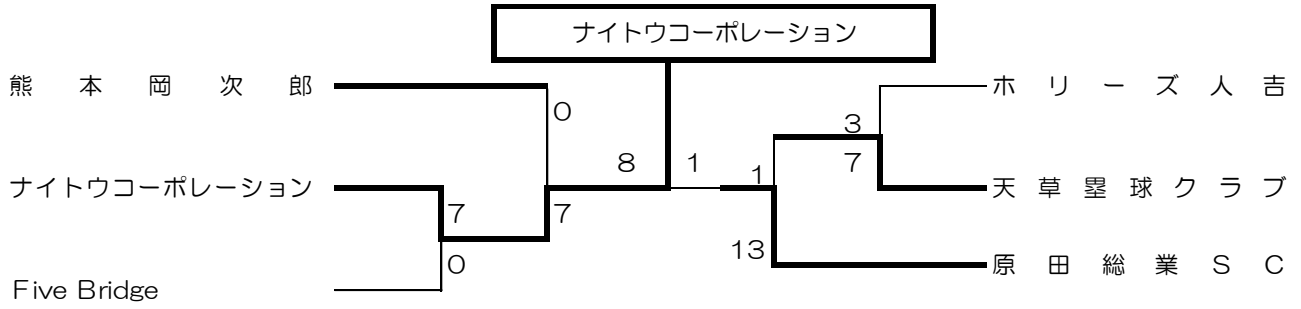 ナイトウコーポレーション
熊本岡次郎
ホリーズ人吉
0
3
8
1
1
7
ナイトウコーポレーション
天草塁球クラブ
7
7
13
0
原田総業SC
Five Bridge